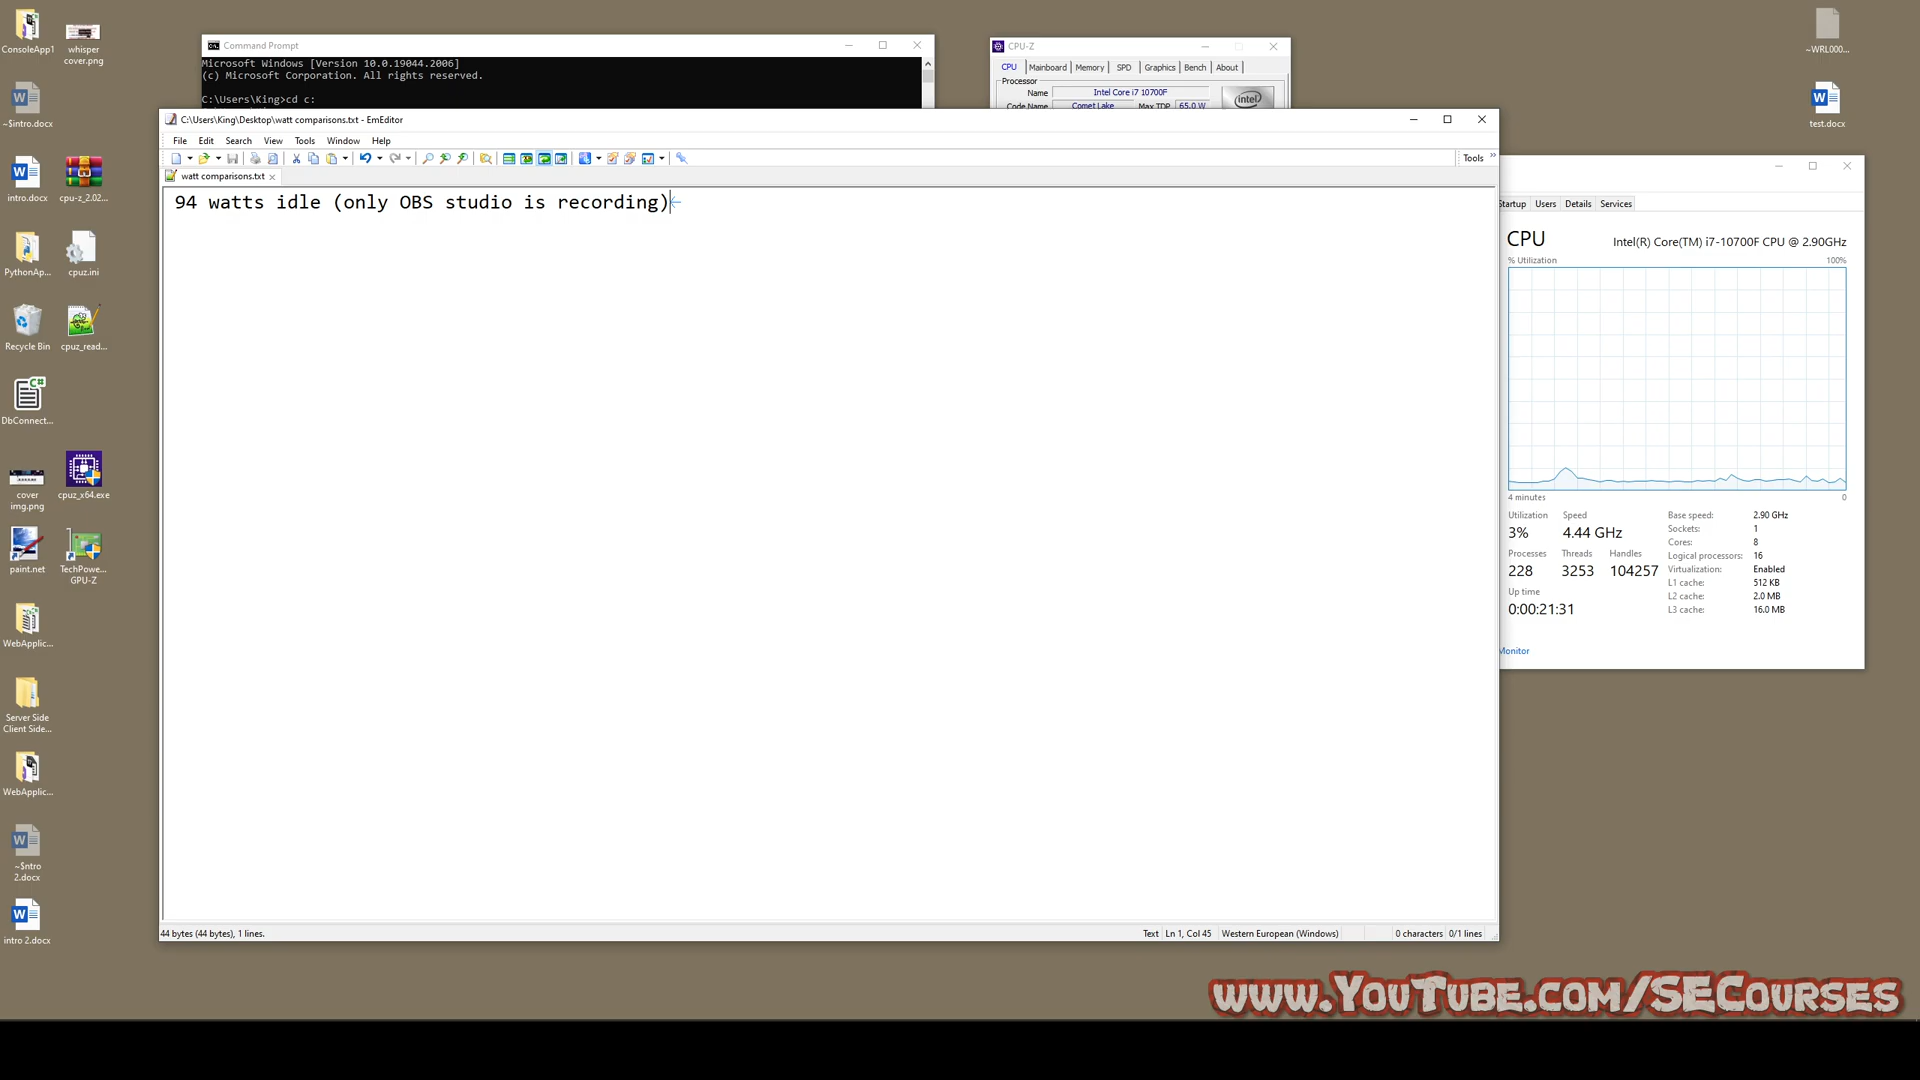 ConsoleApp1
whisper
cover.png
~$intro.docx
intro.docx
cpu-z_2.02...
PythonAp...
cpuz.ini
Recycle Bin
cpuz_read...
DbConnect...
cover
img.png
cpuz_x64.exe
paint.net
TechPowe...
GPU-Z
WebApplic...
Server Side
Client Side...
WebApplic...
~$ntro
2.docx
intro 2.docx
~WRL000...
test.docx
Command Prompt
Microsoft Windows [Version 10.0.19044.2006]
(c) Microsoft Corporation. All rights reserved.
C:\Users\King>cd c:
CPU-Z
CPU Mainboard Memory SPD Graphics Bench About
Processor
Name Intel Core i7 10700F
Code Name Comet Lake Max TDP 65.0 W
intel
C:\Users\King\Desktop\watt comparisons.txt - EmEditor
File Edit Search View Tools Window Help
Tools
watt comparisons.txt
94 watts idle (only OBS studio is recording)
44 bytes (44 bytes), 1 lines.
Text Ln 1, Col 45 Western European (Windows) 0 characters 0/1 lines
Startup Users Details Services
CPU Intel(R) Core(TM) i7-10700F CPU @ 2.90GHz
% Utilization 100%
4 minutes 0
Utilization Speed
3% 4.44 GHz
Processes Threads Handles
228 3253 104257
Up time
0:00:21:31
Base speed: 2.90 GHz
Sockets: 1
Cores: 8
Logical processors: 16
Virtualization: Enabled
L1 cache: 512 KB
L2 cache: 2.0 MB
L3 cache: 16.0 MB
Monitor
www.YouTube.com/SECourses